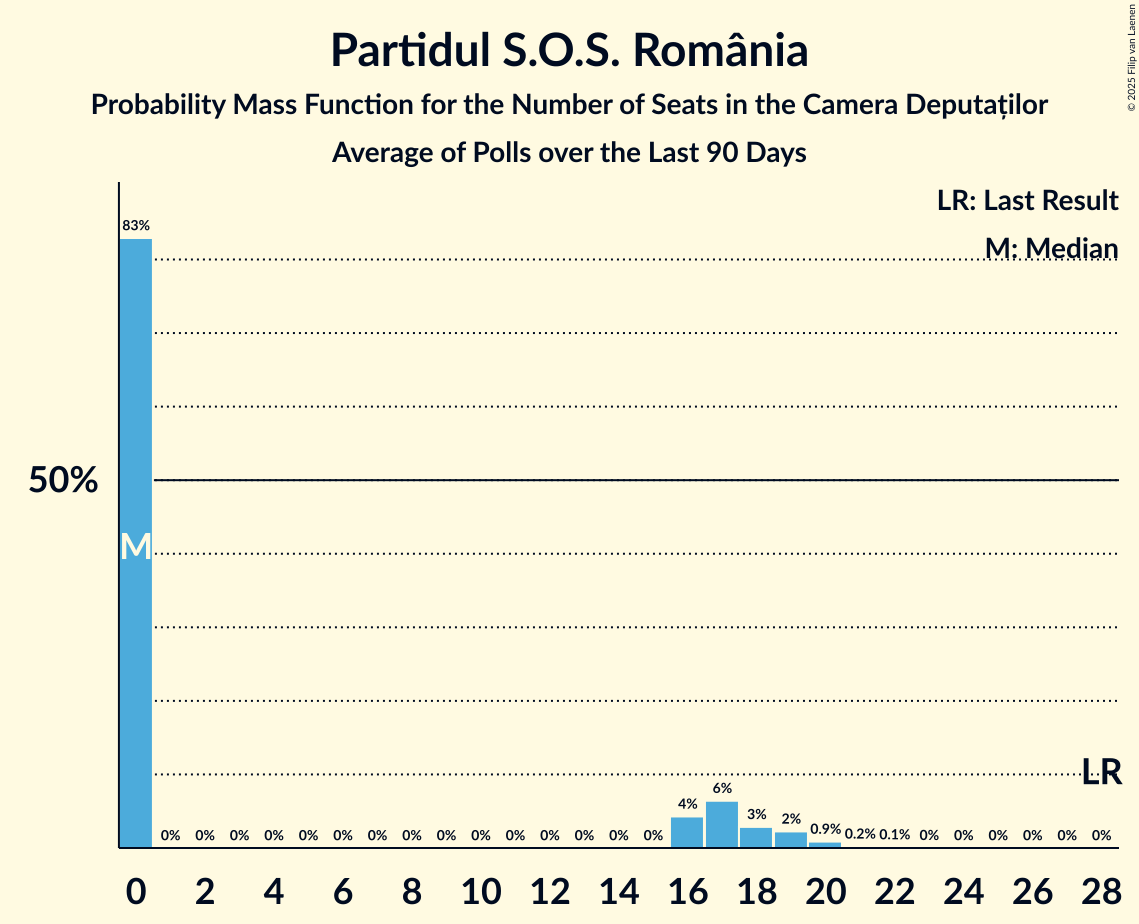 Partidul S.O.S. România
Probability Mass Function for the Number of Seats in the Camera Deputaților
Average of Polls over the Last 90 Days
© 2025 Filip van Laenen
LR: Last Result
M: Median
83%
50%
M
LR
0% 0% 0% 0% 0% 0% 0% 0% 0% 0% 0% 0% 0% 0% 0% 4% 6% 3% 2% 0.9% 0.2% 0.1% 0% 0% 0% 0% 0% 0%
0 2 4 6 8 10 12 14 16 18 20 22 24 26 28